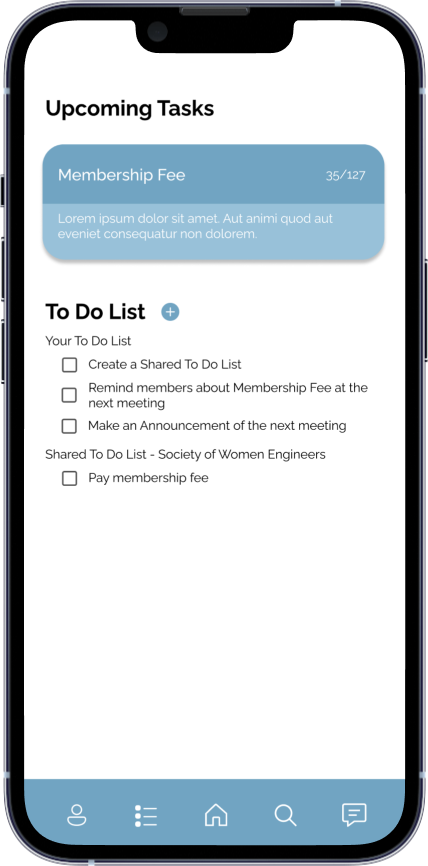 Upcoming Tasks
Membership Fee 35/127
Lorem ipsum dolor sit amet. Aut animi quod aut
eveniet consequatur non dolorem.
To Do List +
Your To Do List
Create a Shared To Do List
Remind members about Membership Fee at the
next meeting
Make an Announcement of the next meeting
Shared To Do List - Society of Women Engineers
Pay membership fee